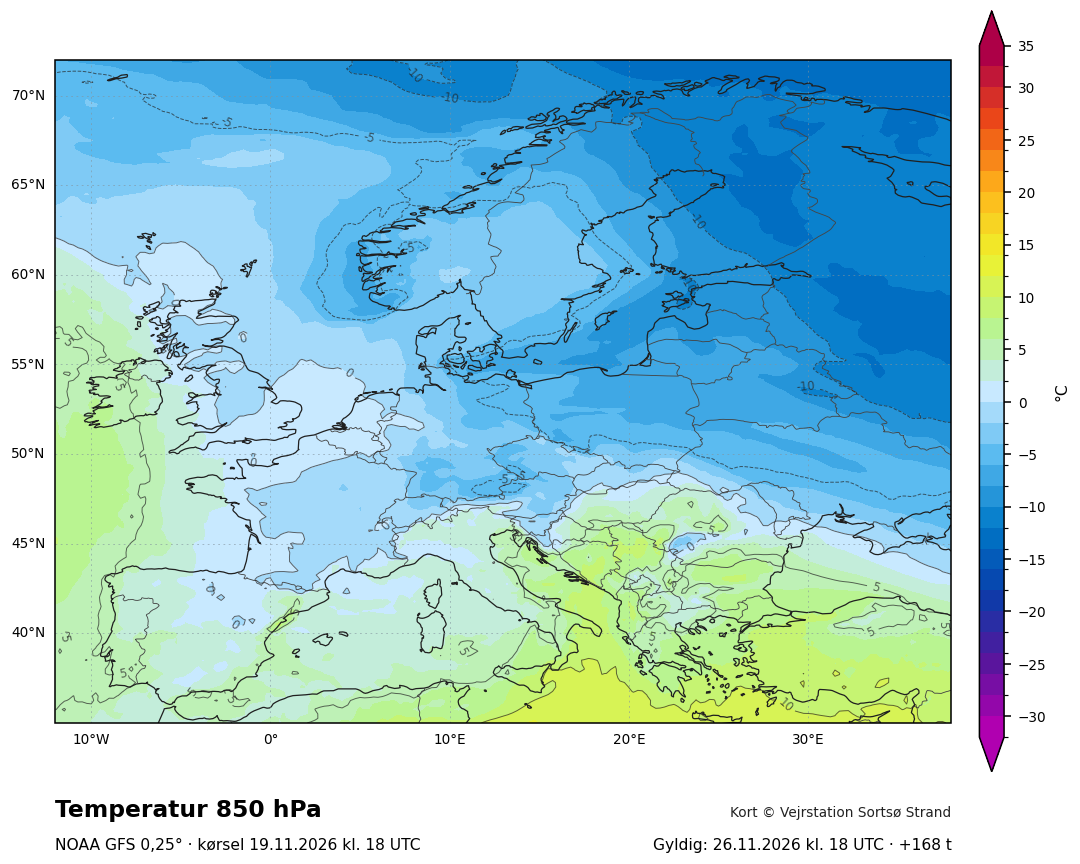 35
70°N
30
25
65°N
20
15
60°N
10
55°N
5
0
°C
50°N
−5
−10
45°N
−15
−20
40°N
−25
−30
10°W
0°
10°E
20°E
30°E
Temperatur 850 hPa
Kort © Vejrstation Sortsø Strand
NOAA GFS 0,25° · kørsel 19.11.2026 kl. 18 UTC
Gyldig: 26.11.2026 kl. 18 UTC · +168 t